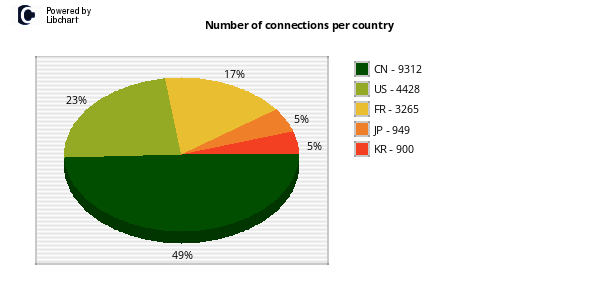 Powered by
Libchart
Number of connections per country
17%
23%
5%
5%
49%
CN - 9312
US - 4428
FR - 3265
JP - 949
KR - 900